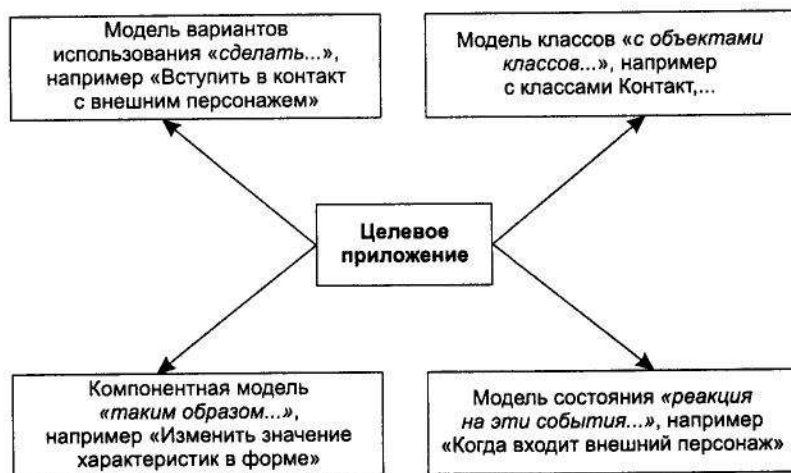 Модель вариантов
использования «сделать...»,
например «Вступить в контакт
с внешним персонажем»
Модель классов «с объектами
классов...», например
с классами Контакт,...
Целевое
приложение
Компонентная модель
«таким образом...»,
например «Изменить значение
характеристик в форме»
Модель состояния «реакция
на эти события...», например
«Когда входит внешний персонаж»